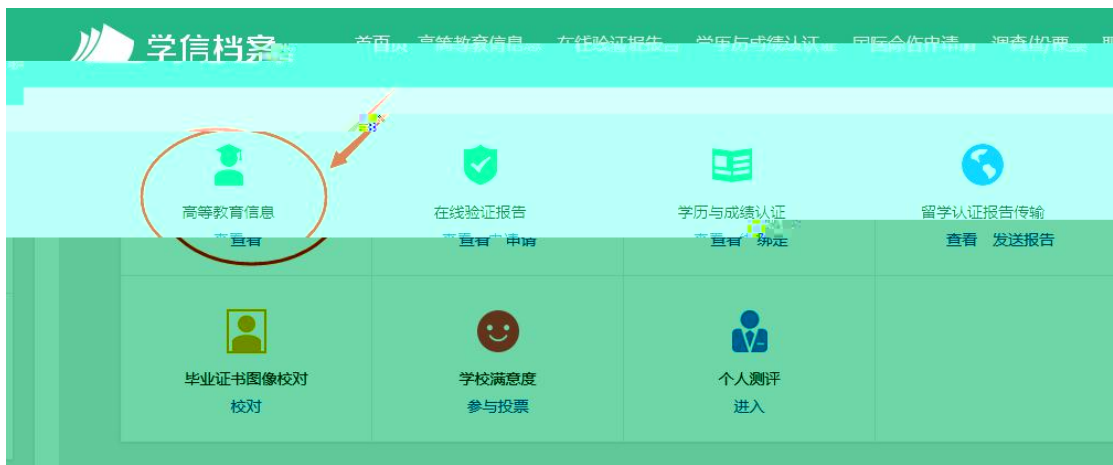 学信档案
首页 高等教育信息 在线验证报告 学历与成绩认证 国际合作申请 调查/投票
高等教育信息 在线验证报告 学历与成绩认证 留学认证报告传输
查看 查看 申请 查看 绑定 查看 发送报告
毕业证书图像校对 学校满意度 个人测评
校对 参与投票 进入